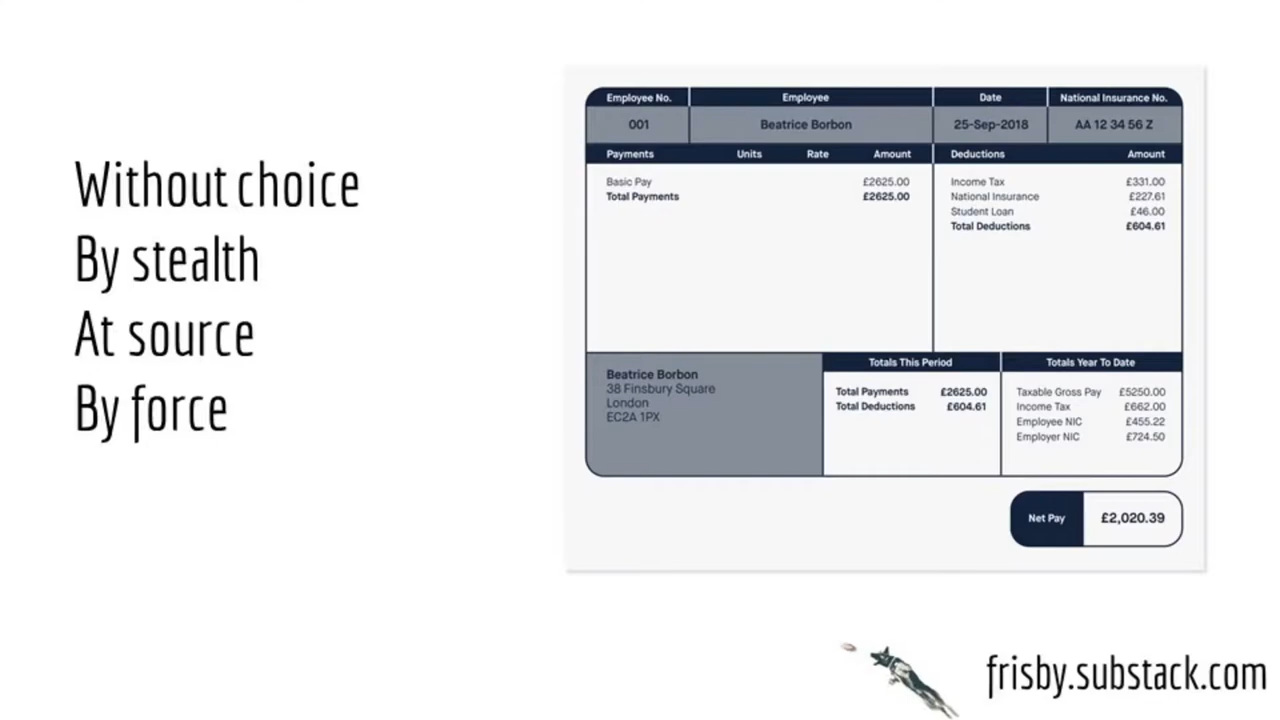 Without choice
By stealth
At source
By force
Employee No. Employee Date National Insurance No.
001 Beatrice Borbon 25-Sep-2018 AA 12 34 56 Z
Payments Units Rate Amount Deductions Amount
Basic Pay £2625.00 Income Tax £331.00
Total Payments £2625.00 National Insurance £227.61
Student Loan £46.00
Total Deductions £604.61
Beatrice Borbon
38 Finsbury Square
London
EC2A 1PX
Totals This Period
Total Payments £2625.00
Total Deductions £604.61
Totals Year To Date
Taxable Gross Pay £5250.00
Income Tax £662.00
Employee NIC £455.22
Employer NIC £724.50
Net Pay £2,020.39
frisby.substack.com